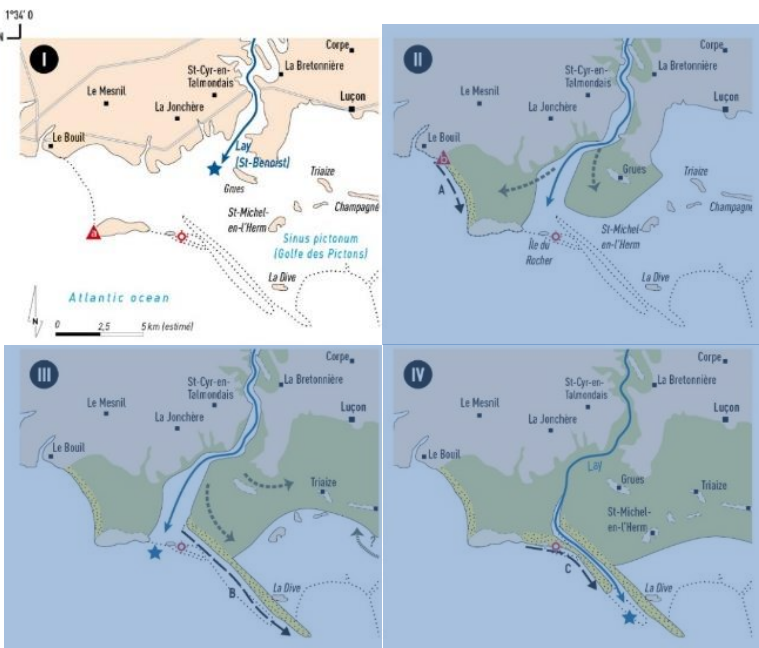 1°34' O
N
I
Corpe
St-Cyr-en-
Talmondais
La Bretonnière
Le Mesnil
La Jonchère
Luçon
Le Bouil
Lay
(St-Benoist)
Grues
Triaize
Champagné
St-Michel-
en-l'Herm
a
Sinus pictonum
(Golfe des Pictons)
La Dive
Atlantic ocean
N
0 2,5 5 km (estimé)
II
Corpe
St-Cyr-en-
Talmondais
La Bretonnière
Le Mesnil
La Jonchère
Luçon
Le Bouil
A
Grues
Triaize
Champagné
St-Michel-
en-l'Herm
Île du
Rocher
La Dive
III
Corpe
St-Cyr-en-
Talmondais
La Bretonnière
Le Mesnil
La Jonchère
Luçon
Le Bouil
Triaize
?
La Dive
B
IV
Corpe
St-Cyr-en-
Talmondais
La Bretonnière
Le Mesnil
La Jonchère
Luçon
Le Bouil
Lay
Grues
Triaize
St-Michel-
en-l'Herm
C
La Dive